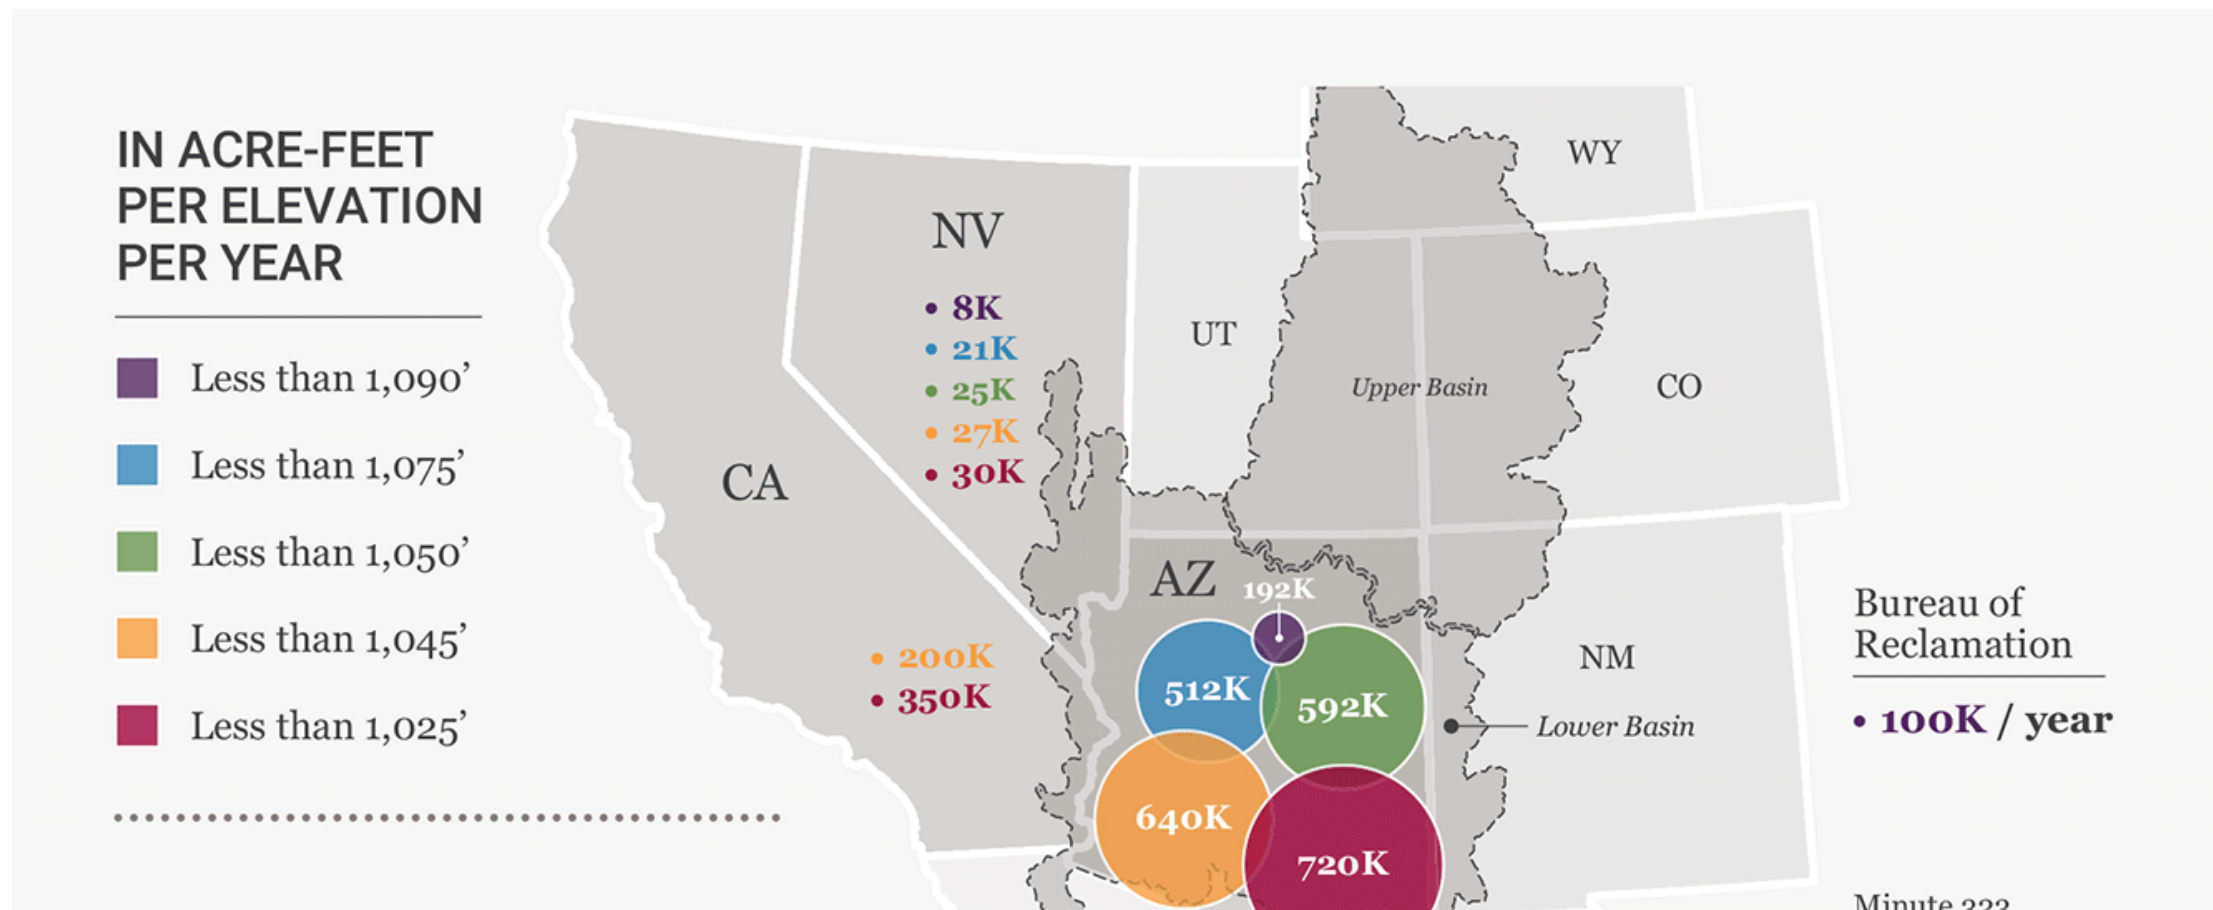 IN ACRE-FEET
PER ELEVATION
PER YEAR
Less than 1,090’
Less than 1,075’
Less than 1,050’
Less than 1,045’
Less than 1,025’
WY
NV
• 8K
• 21K
• 25K
• 27K
• 30K
UT
Upper Basin
CO
CA
AZ
192K
• 200K
• 350K
512K
592K
640K
720K
NM
Lower Basin
Bureau of
Reclamation
• 100K / year
Minute 323